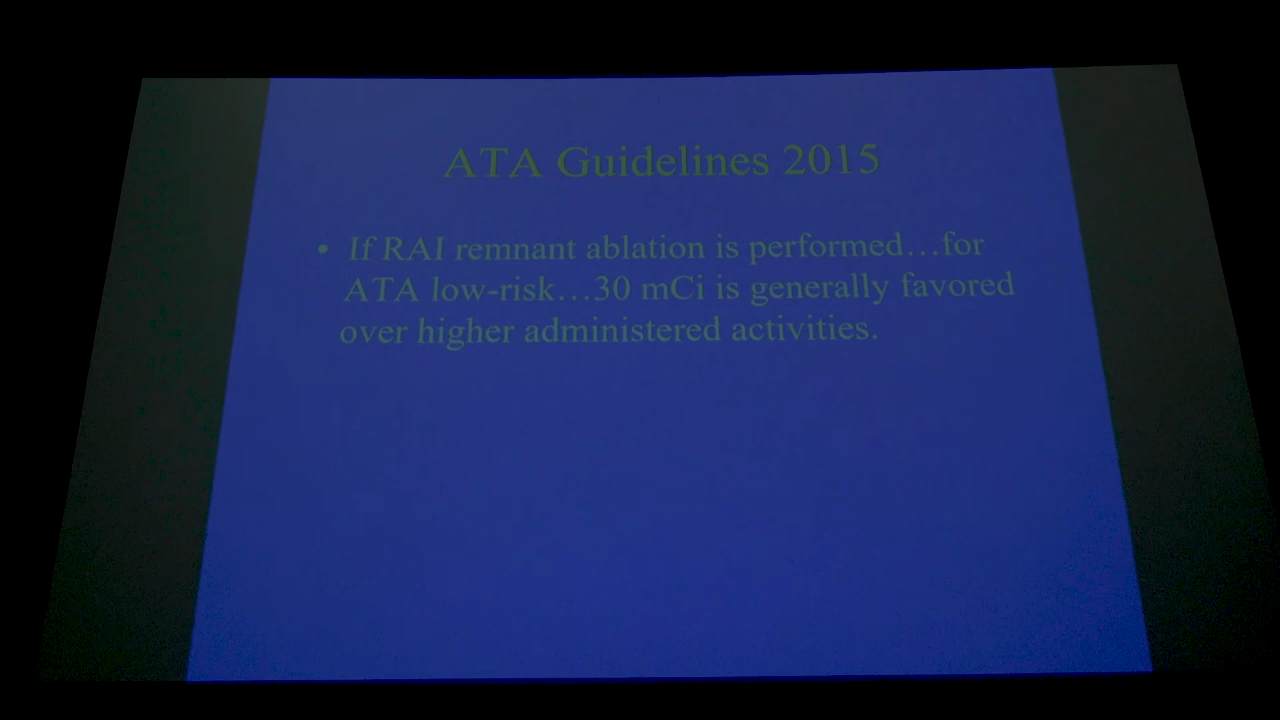 ATA Guidelines 2015
• If RAI remnant ablation is performed…for
ATA low-risk…30 mCi is generally favored
over higher administered activities.